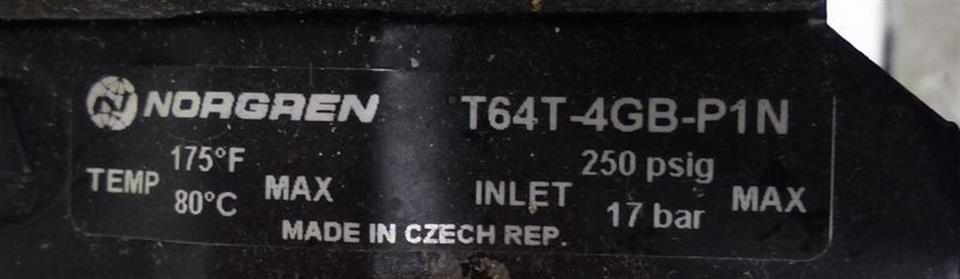 NORGREN T64T-4GB-P1N
175°F 250 psig
TEMP MAX INLET MAX
80°C 17 bar
MADE IN CZECH REP.